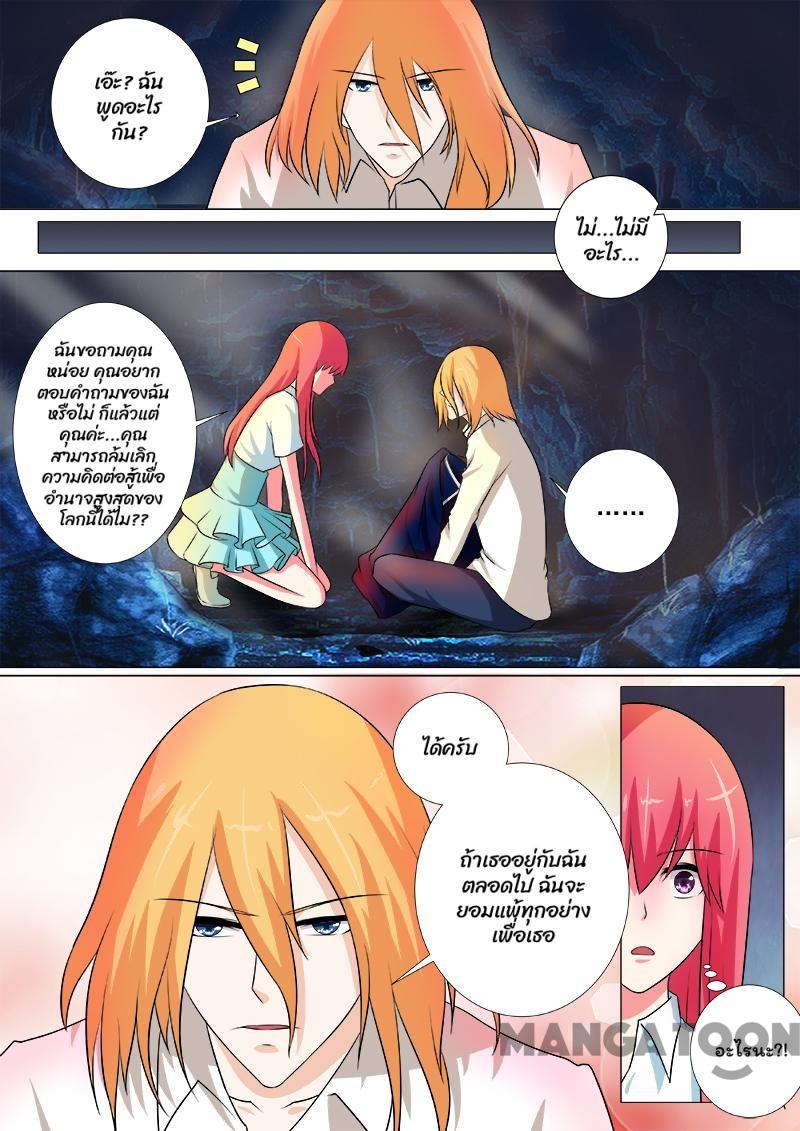 เอ๊ะ? ฉัน
พูดอะไร
กัน?
ไม่...ไม่มี
อะไร...
ฉันขอถามคุณ
หน่อย คุณอยาก
ตอบคำถามของฉัน
หรือไม่ ก็แล้วแต่
คุณค่ะ...คุณ
สามารถล้มเลิก
ความคิดต่อสู้เพื่อ
อำนาจสูงสุดของ
โลกนี้ได้ไม??
......
ได้ครับ
ถ้าเธออยู่กับฉัน
ตลอดไป ฉันจะ
ยอมแพ้ทุกอย่าง
เพื่อเธอ
อะไรนะ?!
MANGATOON